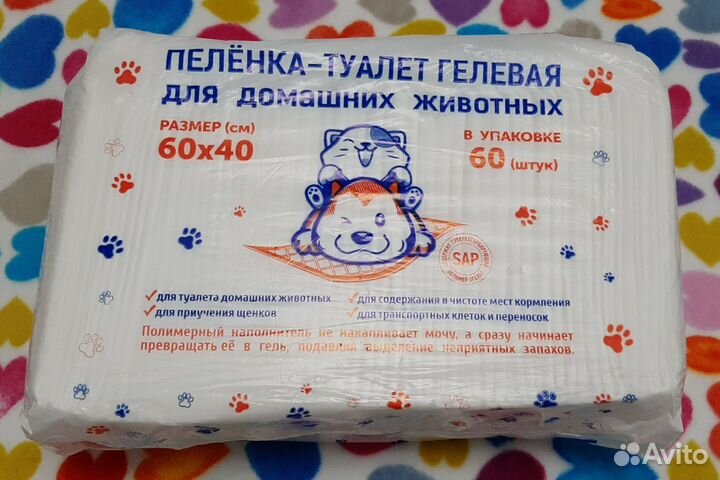 ПЕЛЁНКА-ТУАЛЕТ ГЕЛЕВАЯ
для домашних животных
РАЗМЕР (см)
60х40
В УПАКОВКЕ
60 (штук)
SAP
для туалета домашних животных
для содержания в чистоте мест кормления
для приучения щенков
для транспортных клеток и переносок
Полимерный наполнитель не накапливает мочу, а сразу начинает
превращать её в гель, подавляя выделение неприятных запахов.
Avito